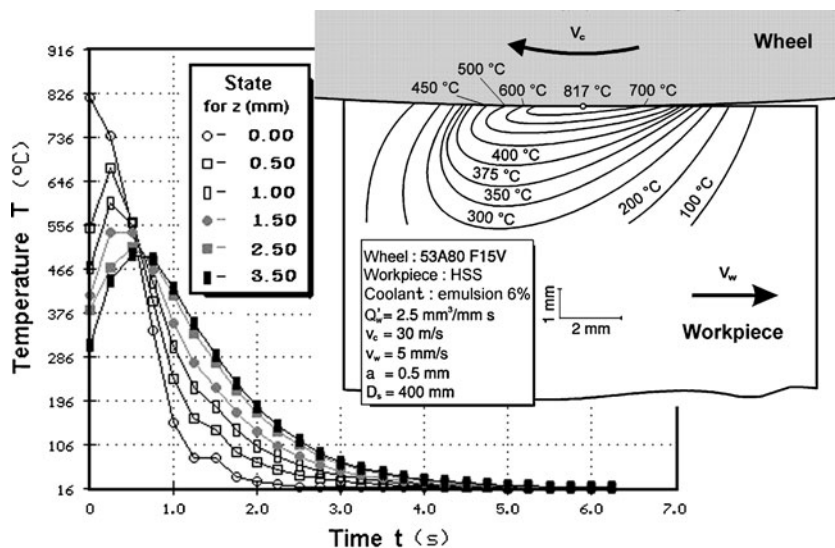 916
826
736
646
556
466
376
286
196
106
16
Temperature T (°C)
0
1.0
2.0
3.0
4.0
5.0
6.0
7.0
Time t (s)
State
for z (mm)
0.00
0.50
1.00
1.50
2.50
3.50
Vc
Wheel
500 °C
450 °C
600 °C
817 °C
700 °C
400 °C
375 °C
350 °C
300 °C
200 °C
100 °C
Wheel : 53A80 F15V
Workpiece : HSS
Coolant : emulsion 6%
Q'w = 2.5 mm³/mm s
Vc = 30 m/s
vw = 5 mm/s
a = 0.5 mm
Ds = 400 mm
1 mm
2 mm
Vw
Workpiece